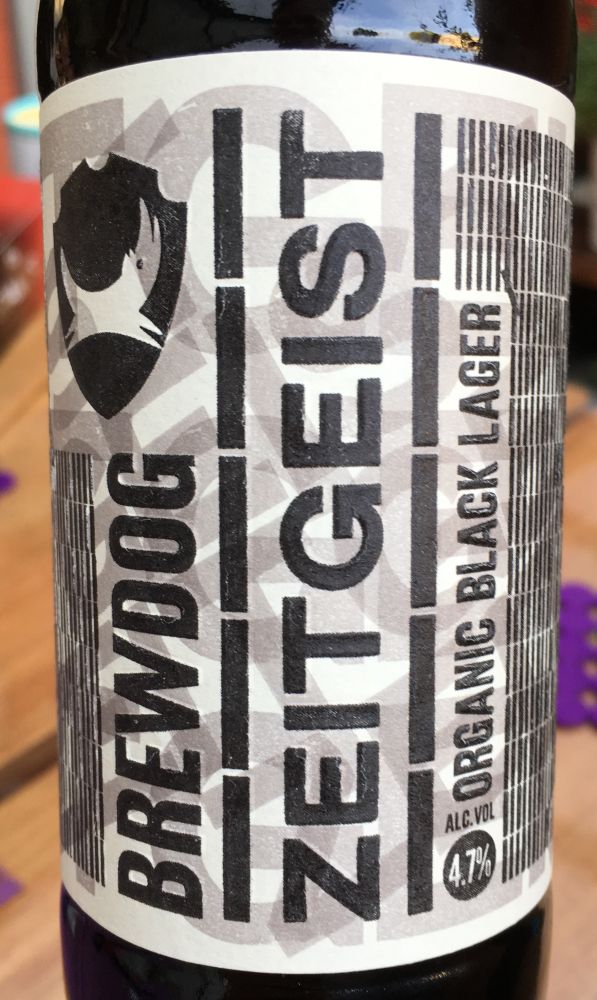 BREWDOG
ZEITGEIST
ORGANIC BLACK LAGER
ALC. VOL
4.7%